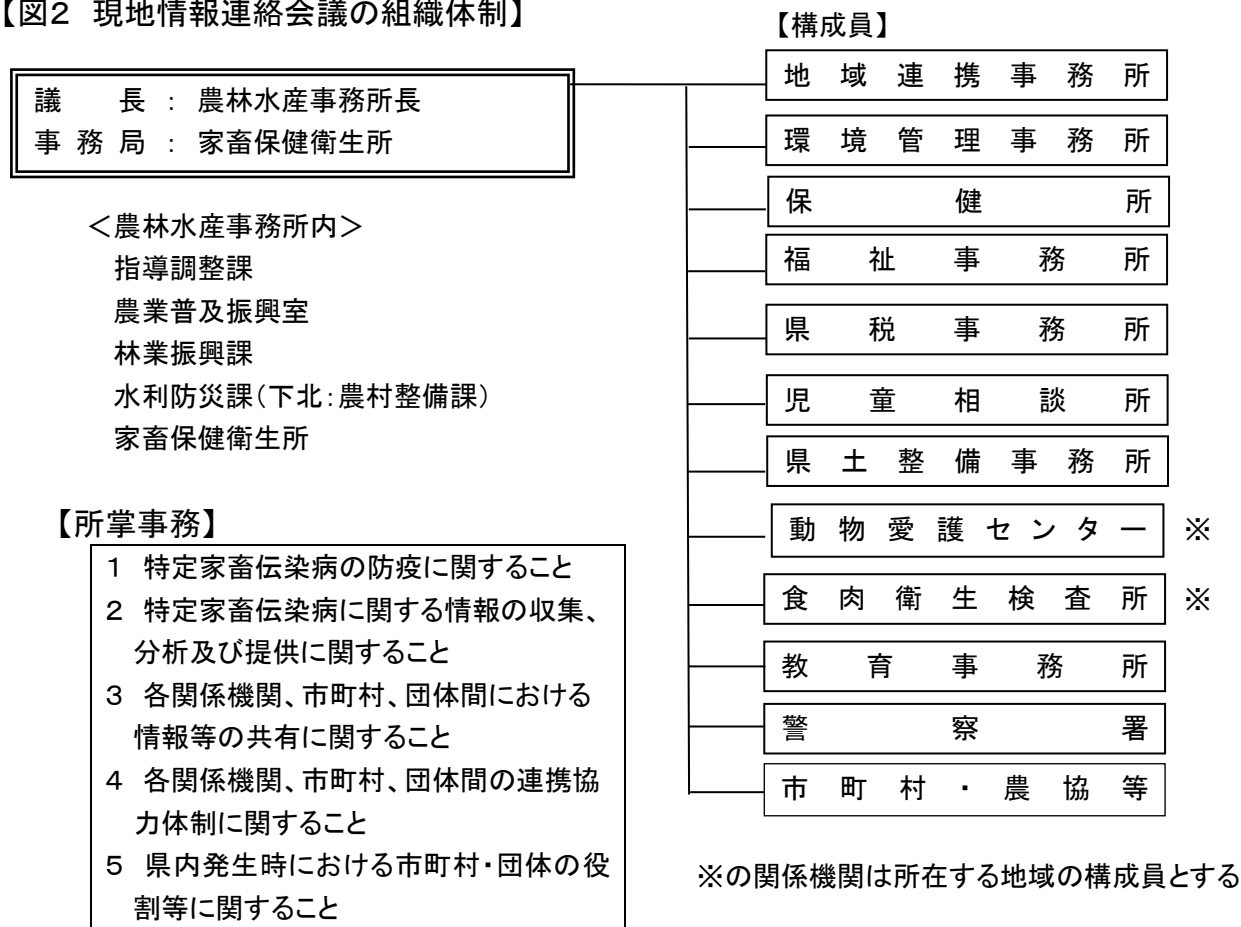 【図2 現地情報連絡会議の組織体制】
議長：農林水産事務所長
事務局：家畜保健衛生所
＜農林水産事務所内＞
指導調整課
農業普及振興室
林業振興課
水利防災課（下北：農村整備課）
家畜保健衛生所
【所掌事務】
１ 特定家畜伝染病の防疫に関すること
２ 特定家畜伝染病に関する情報の収集、
分析及び提供に関すること
３ 各関係機関、市町村、団体間における
情報等の共有に関すること
４ 各関係機関、市町村、団体間の連携協
力体制に関すること
５ 県内発生時における市町村・団体の役
割等に関すること
【構成員】
地域連携事務所
環境管理事務所
保健所
福祉事務所
県税事務所
児童相談所
県土整備事務所
動物愛護センター ※
食肉衛生検査所 ※
教育事務所
警察署
市町村・農協等
※の関係機関は所在する地域の構成員とする